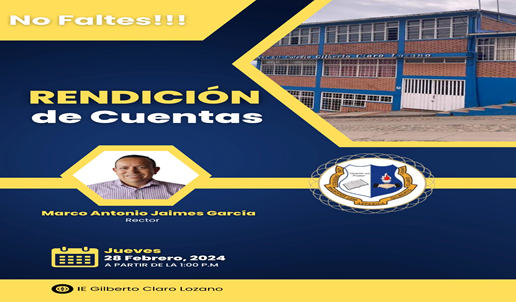 No Faltes!!!
RENDICIÓN
de Cuentas
Marco Antonio Jaimes García
Rector
Jueves
28 Febrero, 2024
A PARTIR DE LA 1:00 P.M
IE Gilberto Claro Lozano